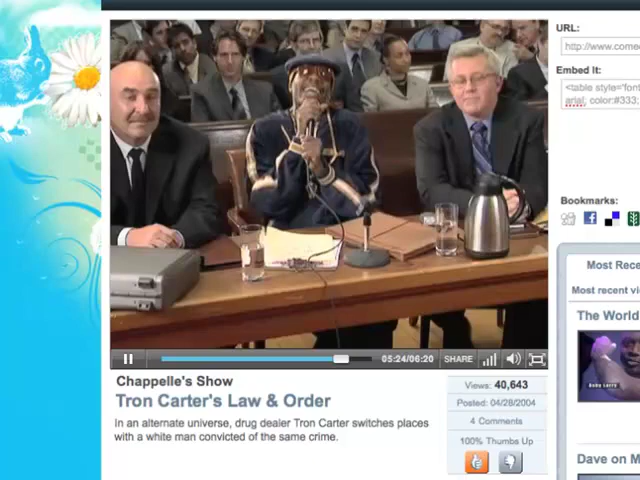 URL:
http://www.come
Embed It:
<table style="font
arial; color:#333;
Bookmarks:
Most Rece
Most recent vi
The World
05:24/06:20
SHARE
Chappelle's Show
Tron Carter's Law & Order
In an alternate universe, drug dealer Tron Carter switches places
with a white man convicted of the same crime.
Views: 40,643
Posted: 04/28/2004
4 Comments
100% Thumbs Up
Dave on M